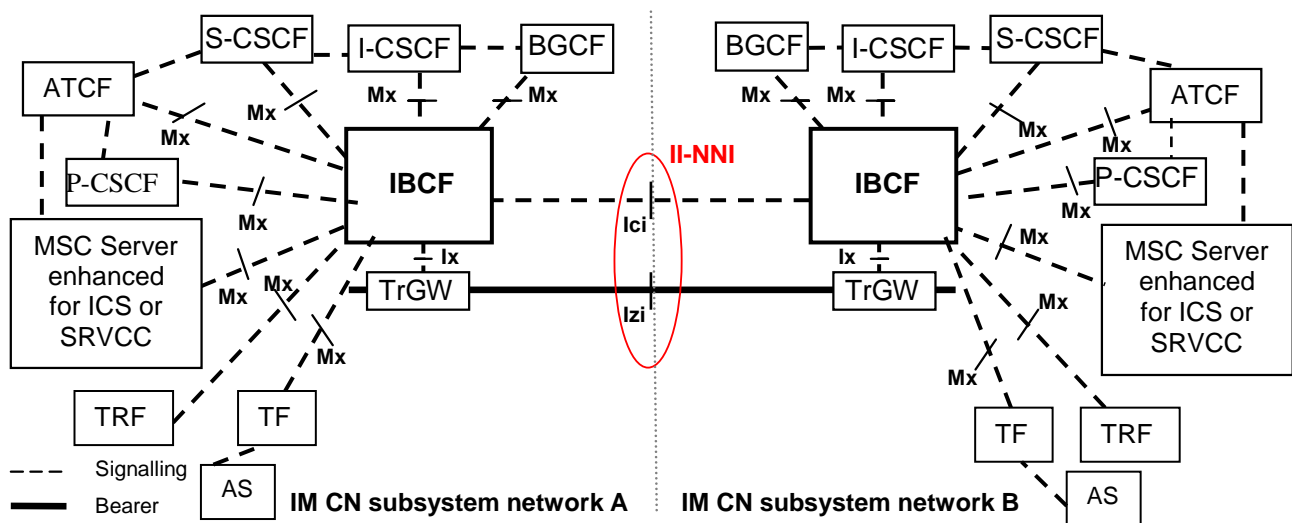 S-CSCF
I-CSCF
BGCF
BGCF
I-CSCF
S-CSCF
ATCF
ATCF
Mx
Mx
Mx
Mx
Mx
Mx
Mx
Mx
II-NNI
P-CSCF
IBCF
IBCF
P-CSCF
Mx
Ici
Mx
MSC Server
enhanced
for ICS or
SRVCC
Mx
Mx
Ix
Ix
Mx
MSC Server
enhanced
for ICS or
SRVCC
TrGW
TrGW
Izi
Mx
Mx
Mx
TRF
TF
TF
TRF
Signalling
AS
AS
Bearer
IM CN subsystem network A
IM CN subsystem network B